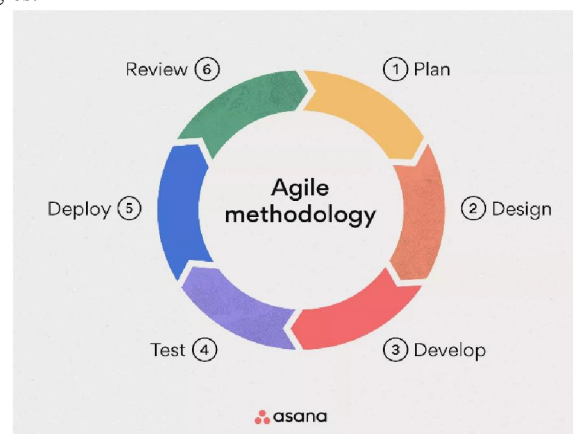 Review 6
1 Plan
Agile
methodology
Deploy 5
2 Design
Test 4
3 Develop
asana